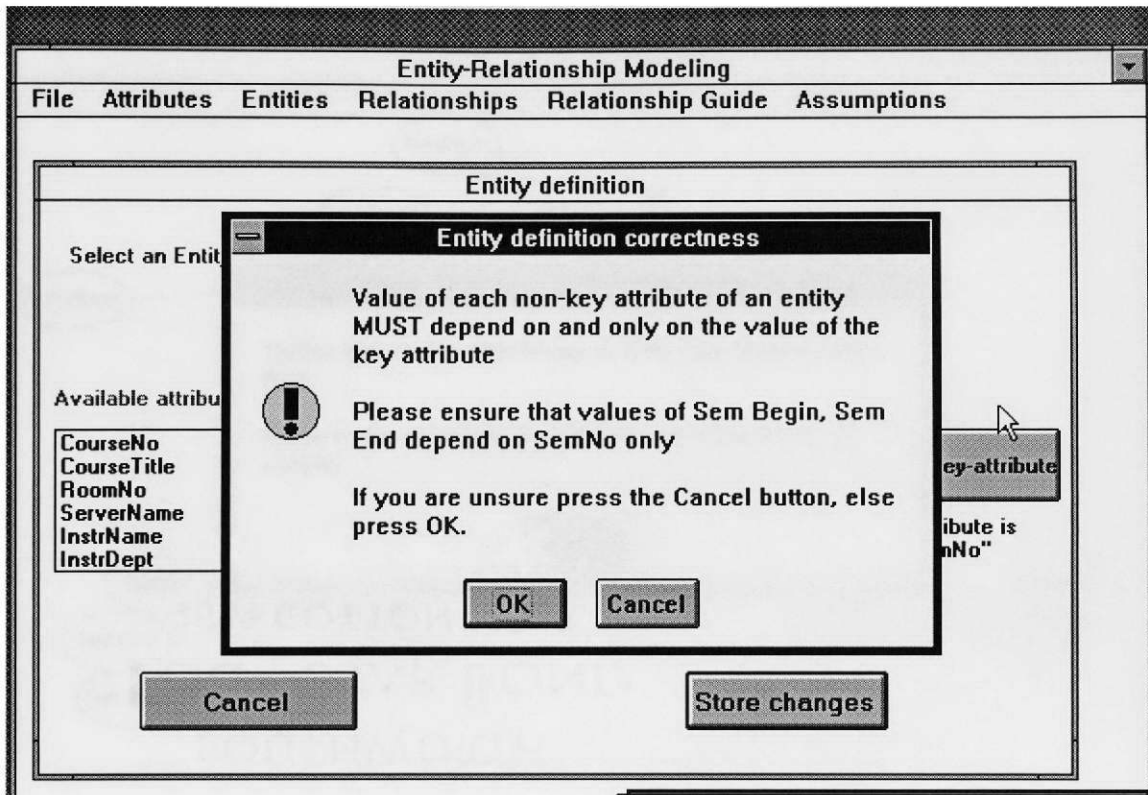 Entity-Relationship Modeling
File Attributes Entities Relationships Relationship Guide Assumptions
Entity definition
Select an Entit
Entity definition correctness
Value of each non-key attribute of an entity
MUST depend on and only on the value of the
key attribute
Please ensure that values of Sem Begin, Sem
End depend on SemNo only
If you are unsure press the Cancel button, else
press OK.
OK Cancel
Available attribu
CourseNo
CourseTitle
RoomNo
ServerName
InstrName
InstrDept
ey-attribute
ibute is
nNo"
Cancel Store changes